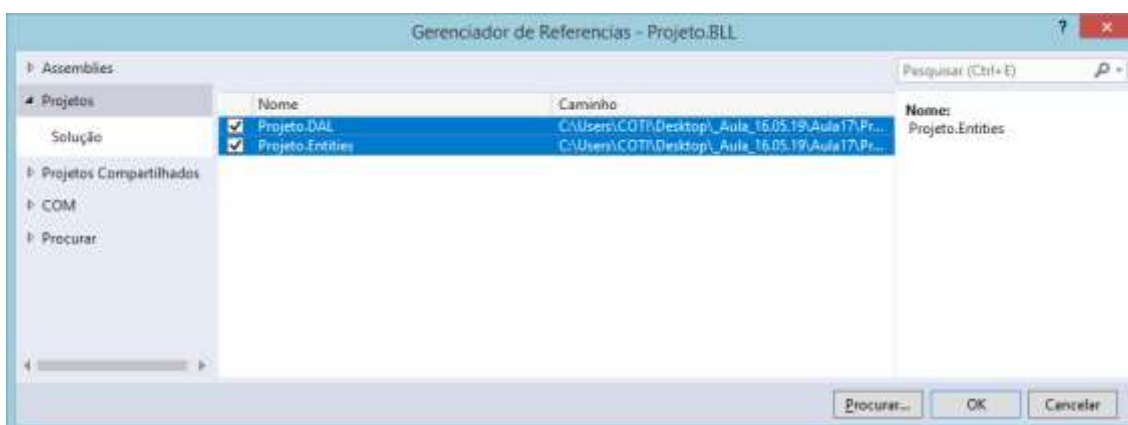 Gerenciador de Referencias - Projeto.BLL
?
Assemblies
Projetos
Solução
Projetos Compartilhados
COM
Procurar
Nome Caminho
Projeto.DAL C:\Users\COTI\Desktop\_Aula_16.05.19\Aula17\Pr...
Projeto.Entities C:\Users\COTI\Desktop\_Aula_16.05.19\Aula17\Pr...
Pesquisar (Ctrl+E)
Nome:
Projeto.Entities
Procurar... OK Cancelar